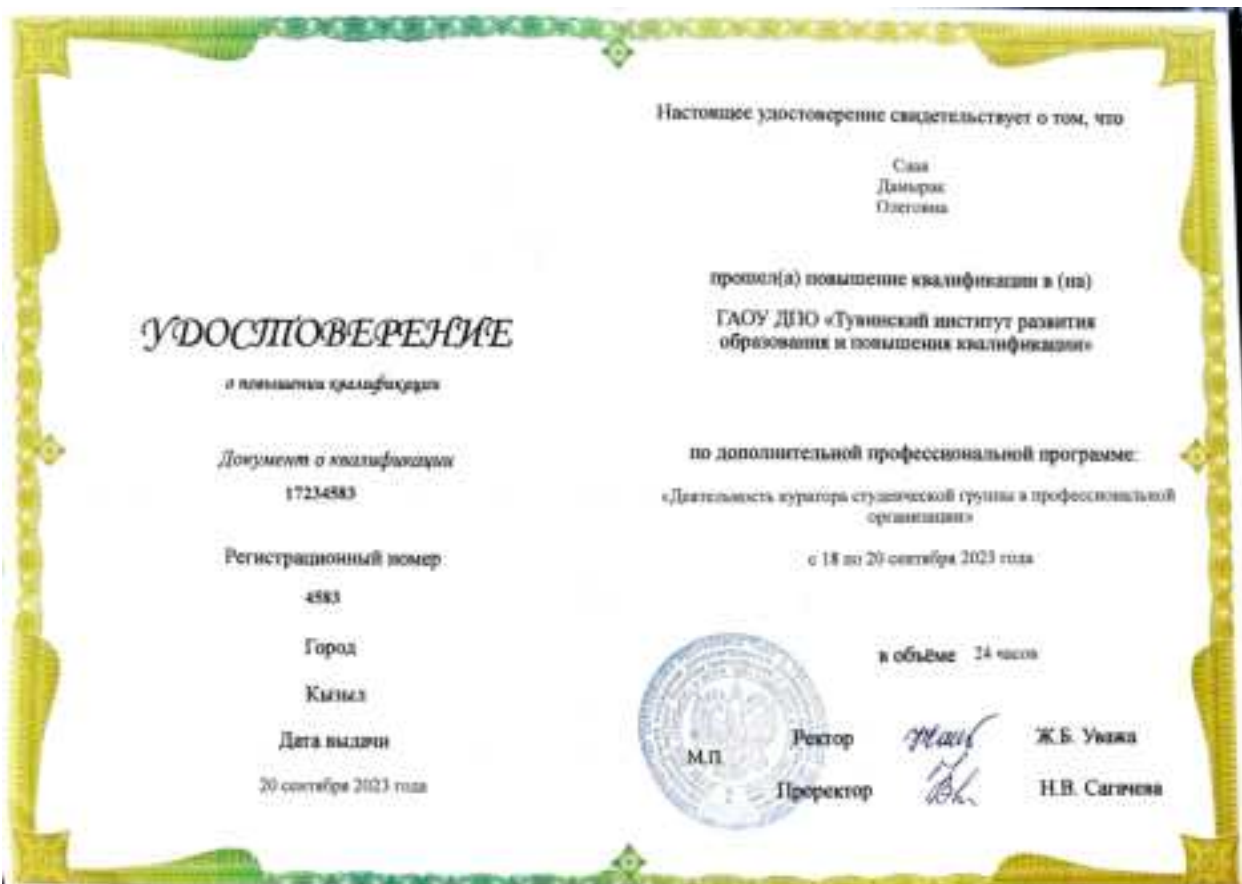 УДОСТОВЕРЕНИЕ
о повышении квалификации
Документ о квалификации
17234583
Регистрационный номер
4583
Город
Кызыл
Дата выдачи
20 сентября 2023 года
Настоящее удостоверение свидетельствует о том, что
Дамырак
Олеговна
прошел(а) повышение квалификации в (на)
ГАОУ ДПО «Тувинский институт развития
образования и повышения квалификации»
по дополнительной профессиональной программе:
«Деятельность куратора студенческой группы в профессиональной
организации»
с 18 по 20 сентября 2023 года
в объёме 24 часов
М.П.
Ректор Ж.Б. Уважа
Проректор Н.В. Сагачева